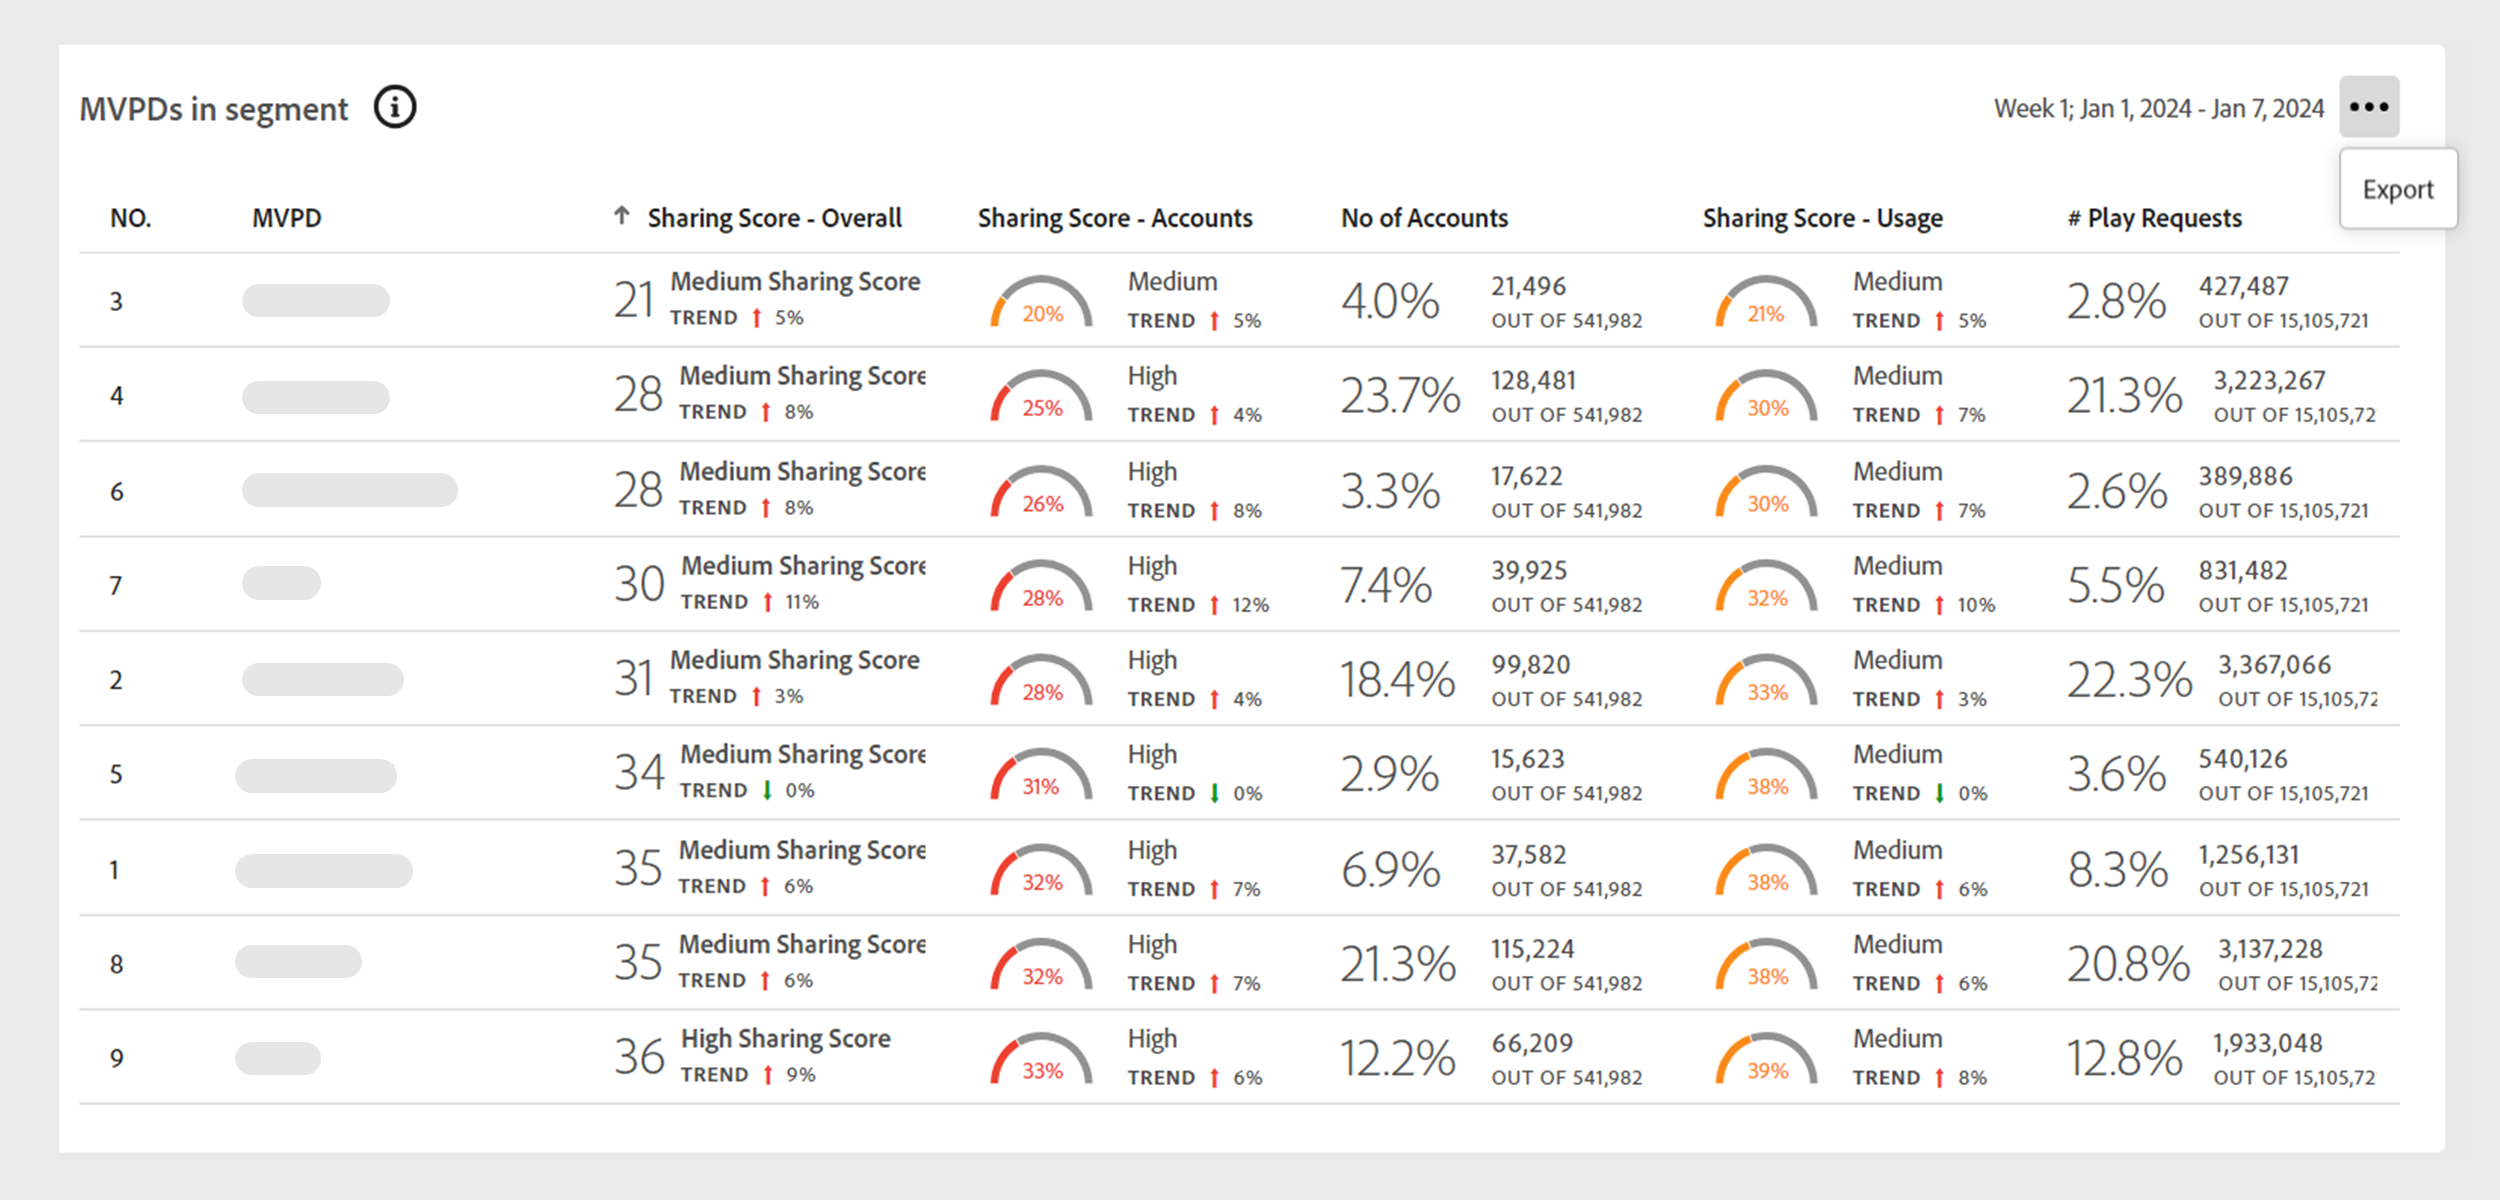 MVPDs in segment
Week 1; Jan 1, 2024 - Jan 7, 2024
Export
NO. MVPD Sharing Score - Overall Sharing Score - Accounts No of Accounts Sharing Score - Usage # Play Requests
3 21 Medium Sharing Score 20% Medium 4.0% 21,496 21% Medium 2.8% 427,487
TREND 5% TREND 5% OUT OF 541,982 TREND 5% OUT OF 15,105,721
4 28 Medium Sharing Score 25% High 23.7% 128,481 30% Medium 21.3% 3,223,267
TREND 8% TREND 4% OUT OF 541,982 TREND 7% OUT OF 15,105,72
6 28 Medium Sharing Score 26% High 3.3% 17,622 30% Medium 2.6% 389,886
TREND 8% TREND 8% OUT OF 541,982 TREND 7% OUT OF 15,105,721
7 30 Medium Sharing Score 28% High 7.4% 39,925 32% Medium 5.5% 831,482
TREND 11% TREND 12% OUT OF 541,982 TREND 10% OUT OF 15,105,721
2 31 Medium Sharing Score 28% High 18.4% 99,820 33% Medium 22.3% 3,367,066
TREND 3% TREND 4% OUT OF 541,982 TREND 3% OUT OF 15,105,72
5 34 Medium Sharing Score 31% High 2.9% 15,623 38% Medium 3.6% 540,126
TREND 0% TREND 0% OUT OF 541,982 TREND 0% OUT OF 15,105,721
1 35 Medium Sharing Score 32% High 6.9% 37,582 38% Medium 8.3% 1,256,131
TREND 6% TREND 7% OUT OF 541,982 TREND 6% OUT OF 15,105,721
8 35 Medium Sharing Score 32% High 21.3% 115,224 38% Medium 20.8% 3,137,228
TREND 6% TREND 7% OUT OF 541,982 TREND 6% OUT OF 15,105,72
9 36 High Sharing Score 33% High 12.2% 66,209 39% Medium 12.8% 1,933,048
TREND 9% TREND 6% OUT OF 541,982 TREND 8% OUT OF 15,105,72